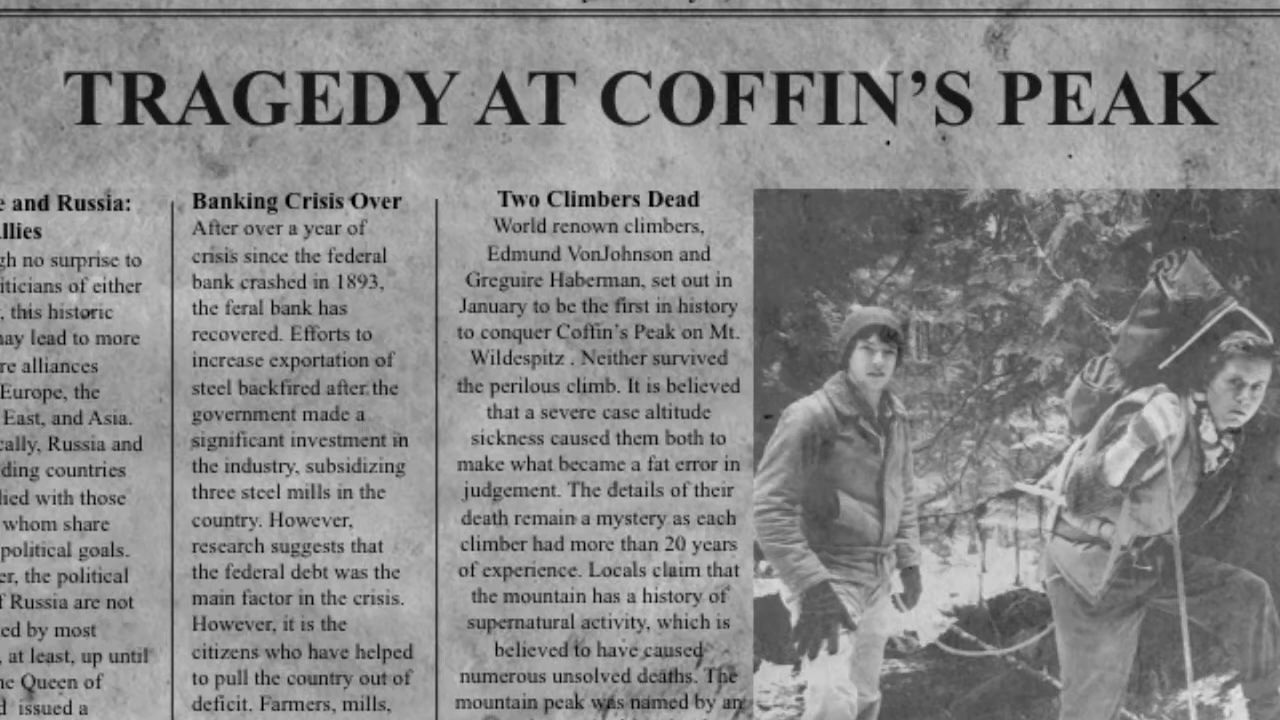 TRAGEDY AT COFFIN'S PEAK
e and Russia:
llies
gh no surprise to
iticians of either
, this historic
may lead to more
re alliances
Europe, the
East, and Asia.
cally, Russia and
ding countries
lied with those
whom share
political goals.
er, the political
f Russia are not
ed by most
, at least, up until
he Queen of
d issued a
Banking Crisis Over
After over a year of
crisis since the federal
bank crashed in 1893,
the feral bank has
recovered. Efforts to
increase exportation of
steel backfired after the
government made a
significant investment in
the industry, subsidizing
three steel mills in the
country. However,
research suggests that
the federal debt was the
main factor in the crisis.
However, it is the
citizens who have helped
to pull the country out of
deficit. Farmers, mills,
Two Climbers Dead
World renown climbers,
Edmund VonJohnson and
Greguire Haberman, set out in
January to be the first in history
to conquer Coffin's Peak on Mt.
Wildespitz . Neither survived
the perilous climb. It is believed
that a severe case altitude
sickness caused them both to
make what became a fat error in
judgement. The details of their
death remain a mystery as each
climber had more than 20 years
of experience. Locals claim that
the mountain has a history of
supernatural activity, which is
believed to have caused
numerous unsolved deaths. The
mountain peak was named by an